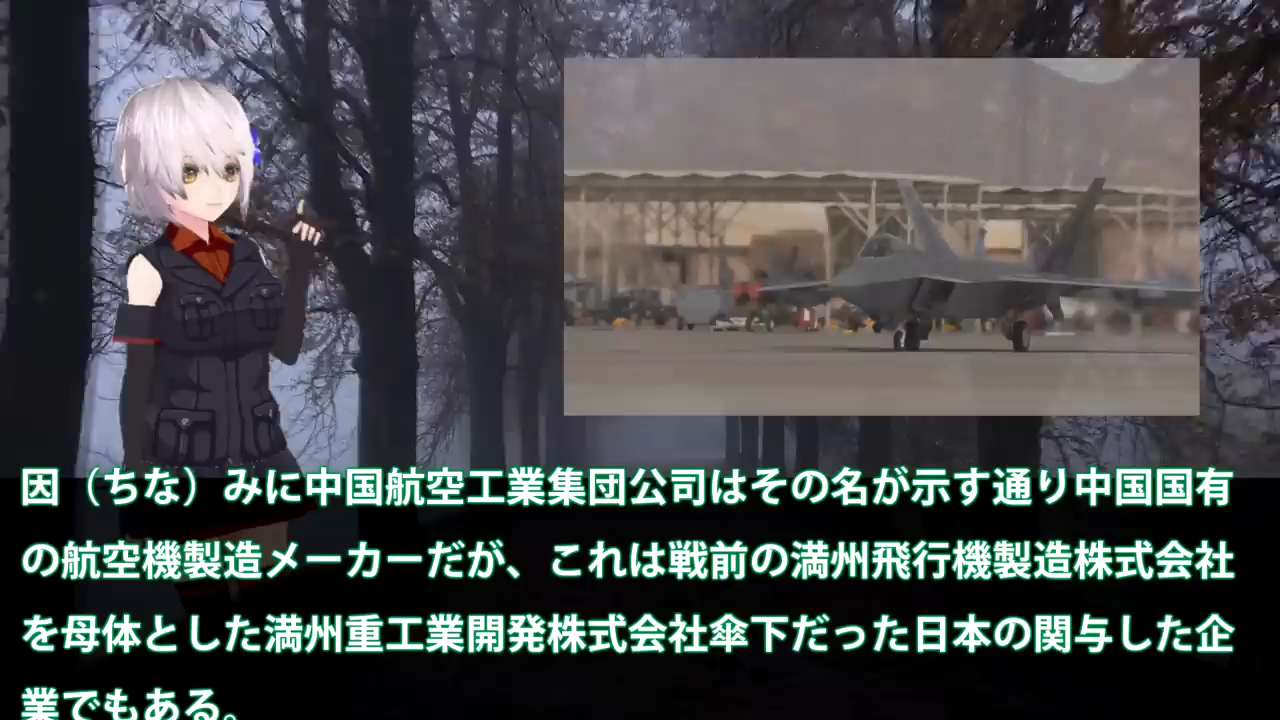 因（ちな）みに中国航空工業集団公司はその名が示す通り中国国有
の航空機製造メーカーだが、これは戦前の満州飛行機製造株式会社
を母体とした満州重工業開発株式会社傘下だった日本の関与した企
業でもある。